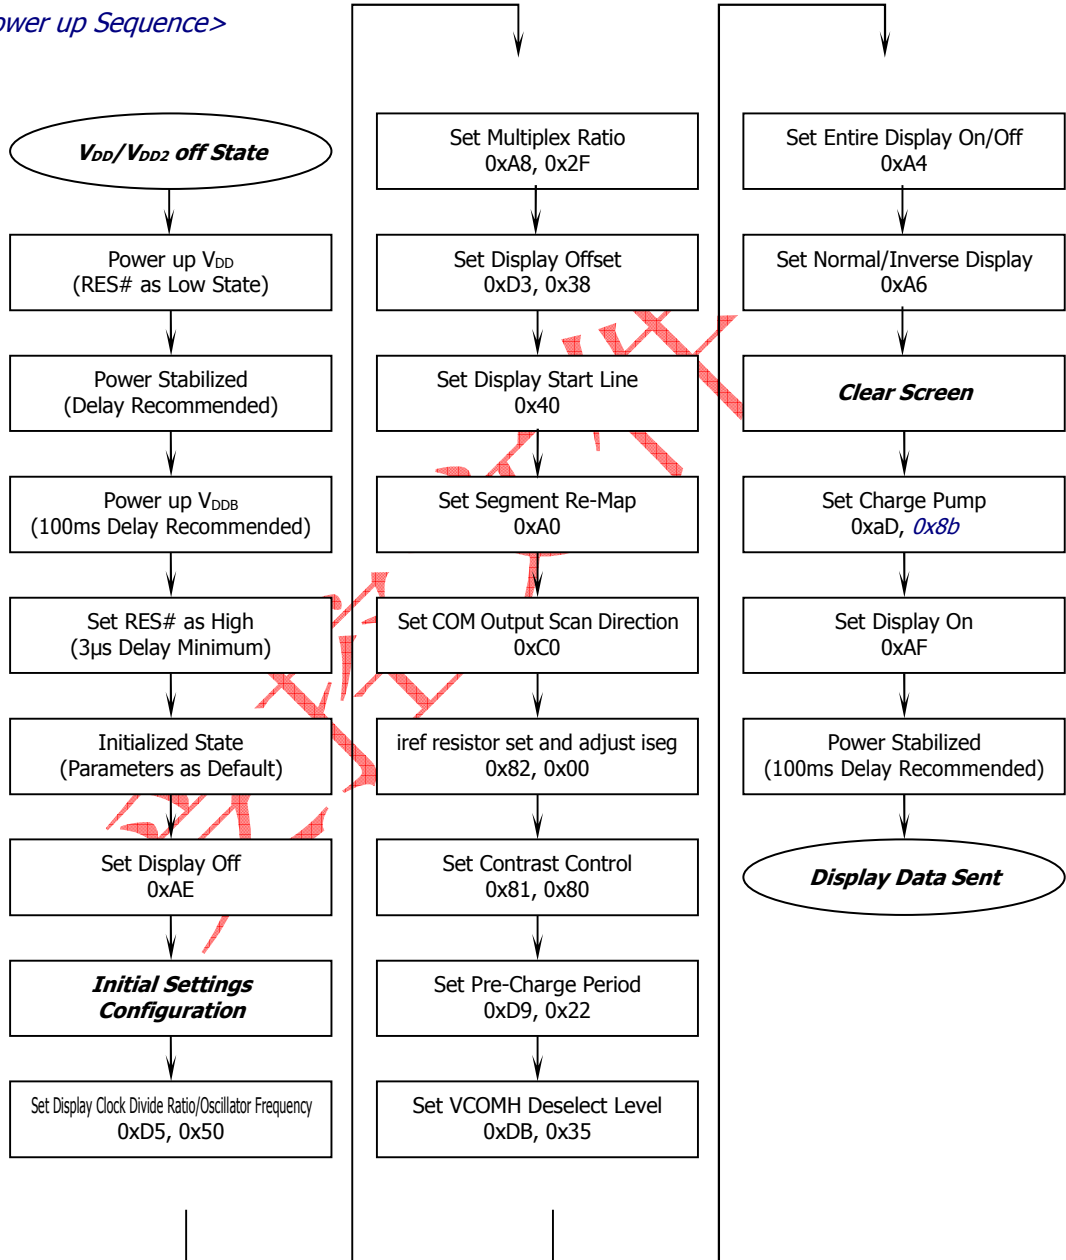 ower up Sequence>
VDD/VDD2 off State
Power up VDD
(RES# as Low State)
Power Stabilized
(Delay Recommended)
Power up VDDB
(100ms Delay Recommended)
Set RES# as High
(3μs Delay Minimum)
Initialized State
(Parameters as Default)
Set Display Off
0xAE
Initial Settings
Configuration
Set Display Clock Divide Ratio/Oscillator Frequency
0xD5, 0x50
Set Multiplex Ratio
0xA8, 0x2F
Set Display Offset
0xD3, 0x38
Set Display Start Line
0x40
Set Segment Re-Map
0xA0
Set COM Output Scan Direction
0xC0
iref resistor set and adjust iseg
0x82, 0x00
Set Contrast Control
0x81, 0x80
Set Pre-Charge Period
0xD9, 0x22
Set VCOMH Deselect Level
0xDB, 0x35
Set Entire Display On/Off
0xA4
Set Normal/Inverse Display
0xA6
Clear Screen
Set Charge Pump
0xaD, 0x8b
Set Display On
0xAF
Power Stabilized
(100ms Delay Recommended)
Display Data Sent